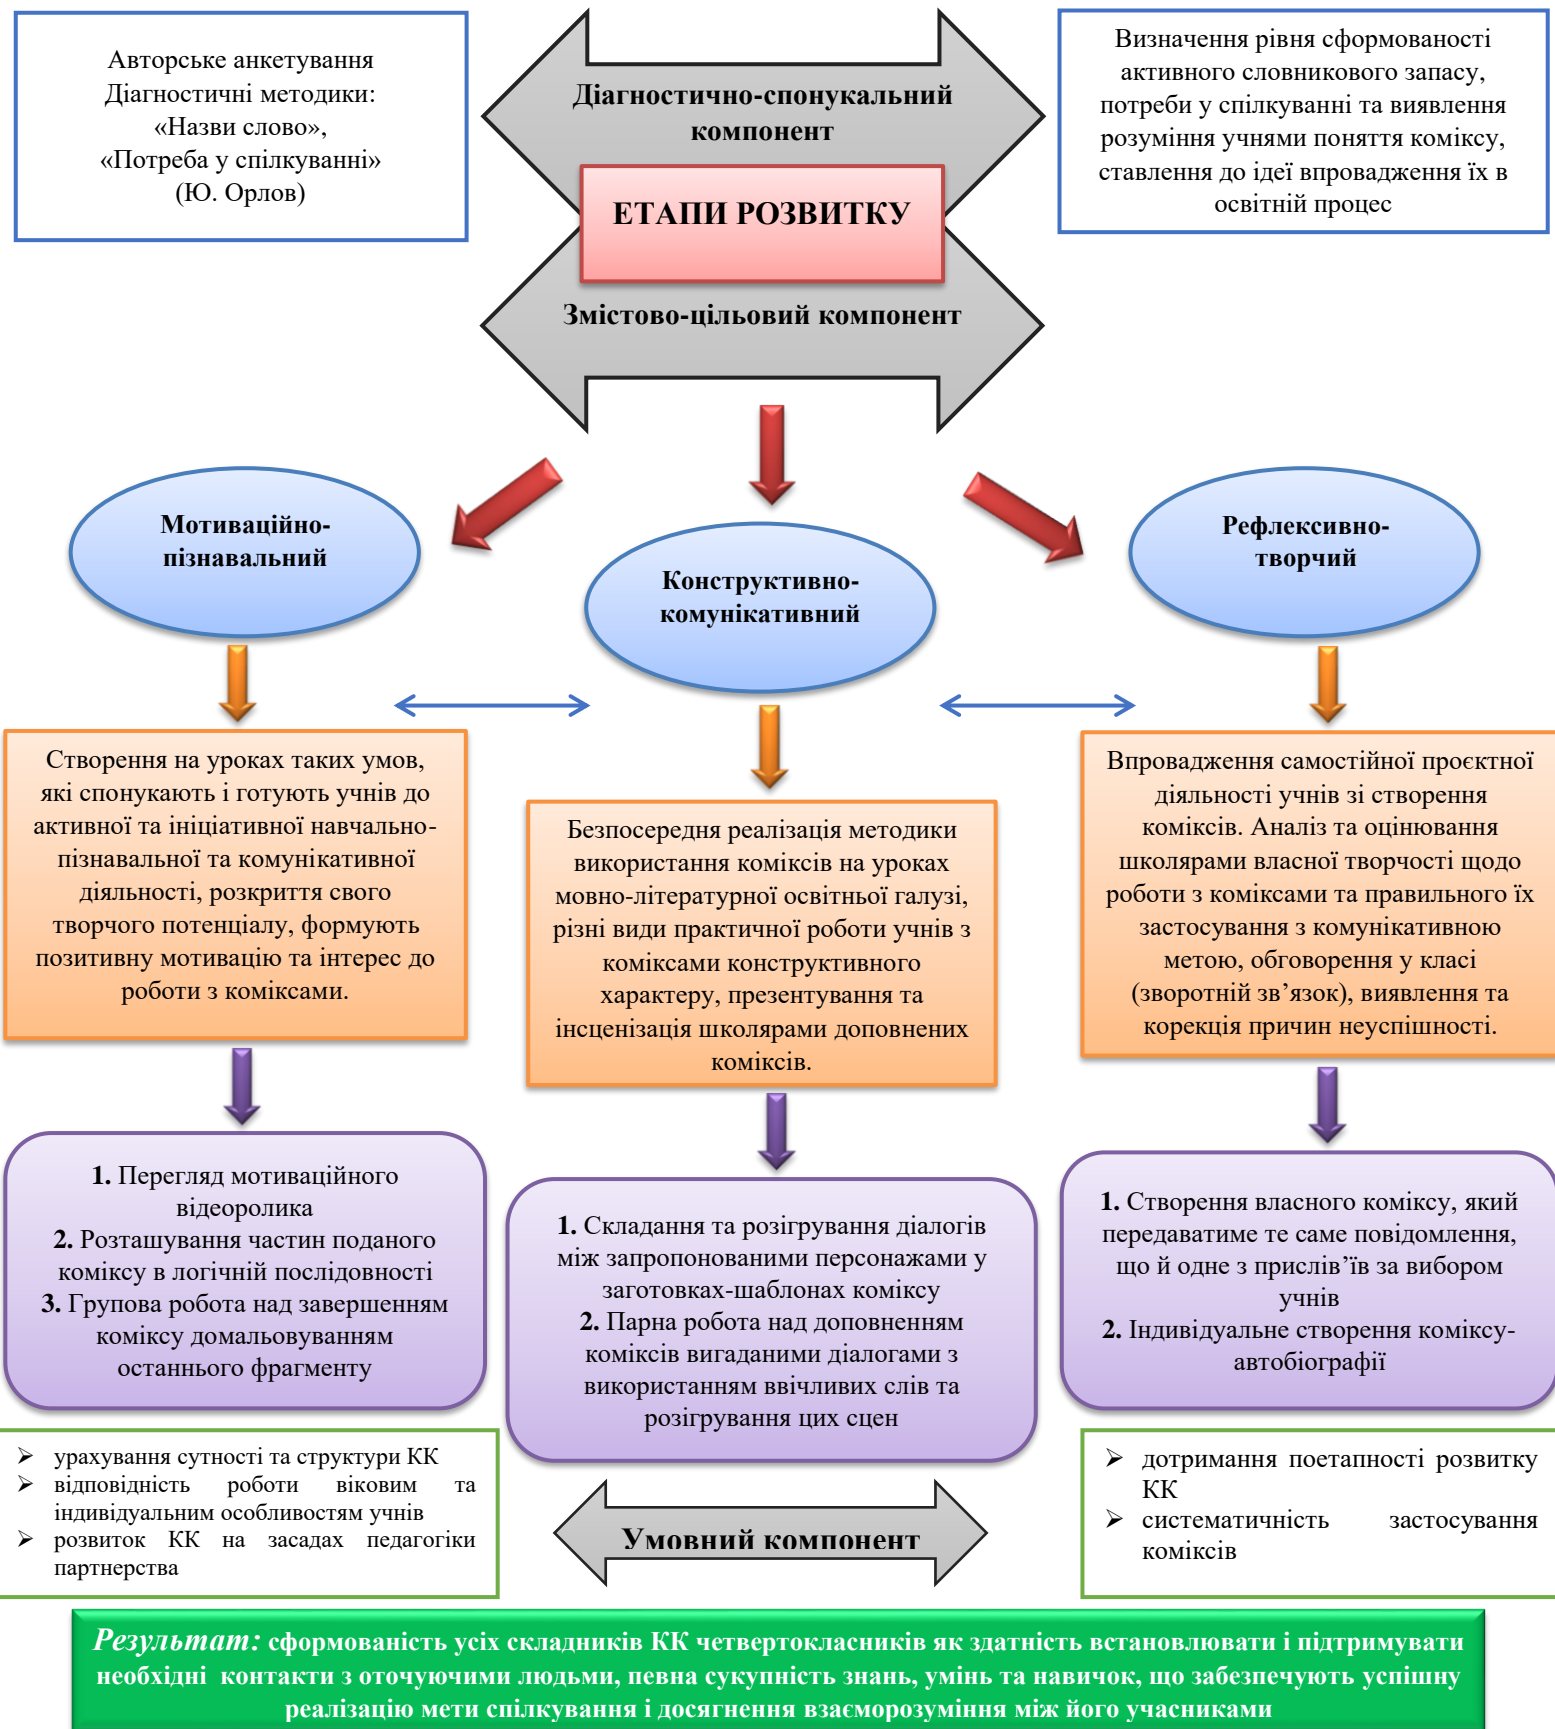 Авторське анкетування
Діагностичні методики:
«Назви слово»,
«Потреба у спілкуванні»
(Ю. Орлов)
Діагностично-спонукальний
компонент
Визначення рівня сформованості
активного словникового запасу,
потреби у спілкуванні та виявлення
розуміння учнями поняття коміксу,
ставлення до ідеї впровадження їх в
освітній процес
ЕТАПИ РОЗВИТКУ
Змістово-цільовий компонент
Мотиваційно-
пізнавальний
Конструктивно-
комунікативний
Рефлексивно-
творчий
Створення на уроках таких умов,
які спонукають і готують учнів до
активної та ініціативної навчально-
пізнавальної та комунікативної
діяльності, розкриття свого
творчого потенціалу, формують
позитивну мотивацію та інтерес до
роботи з коміксами.
Безпосередня реалізація методики
використання коміксів на уроках
мовно-літературної освітньої галузі,
різні види практичної роботи учнів з
коміксами конструктивного
характеру, презентування та
інсценізація школярами доповнених
коміксів.
Впровадження самостійної проєктної
діяльності учнів зі створення
коміксів. Аналіз та оцінювання
школярами власної творчості щодо
роботи з коміксами та правильного їх
застосування з комунікативною
метою, обговорення у класі
(зворотній зв’язок), виявлення та
корекція причин неуспішності.
1. Перегляд мотиваційного
відеоролика
2. Розташування частин поданого
коміксу в логічній послідовності
3. Групова робота над завершенням
коміксу домальовуванням
останнього фрагменту
1. Складання та розігрування діалогів
між запропонованими персонажами у
заготовках-шаблонах коміксу
2. Парна робота над доповненням
коміксів вигаданими діалогами з
використанням ввічливих слів та
розігрування цих сцен
1. Створення власного коміксу, який
передаватиме те саме повідомлення,
що й одне з прислів’їв за вибором
учнів
2. Індивідуальне створення коміксу-
автобіографії
➢ урахування сутності та структури КК
➢ відповідність роботи віковим та
індивідуальним особливостям учнів
➢ розвиток КК на засадах педагогіки
партнерства
Умовний компонент
➢ дотримання поетапності розвитку
КК
➢ систематичність застосування
коміксів
Результат: сформованість усіх складників КК четвертокласників як здатність встановлювати і підтримувати
необхідні контакти з оточуючими людьми, певна сукупність знань, умінь та навичок, що забезпечують успішну
реалізацію мети спілкування і досягнення взаєморозуміння між його учасниками